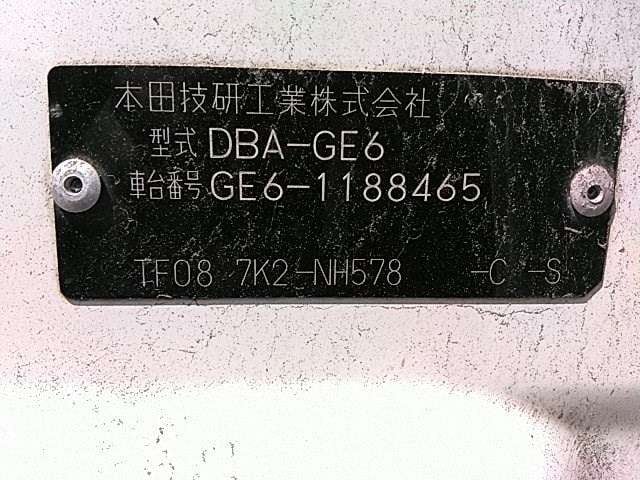 本田技研工業株式会社
型式 DBA-GE6
車台番号 GE6-1188465
TF08 7K2-NH578 -C -S